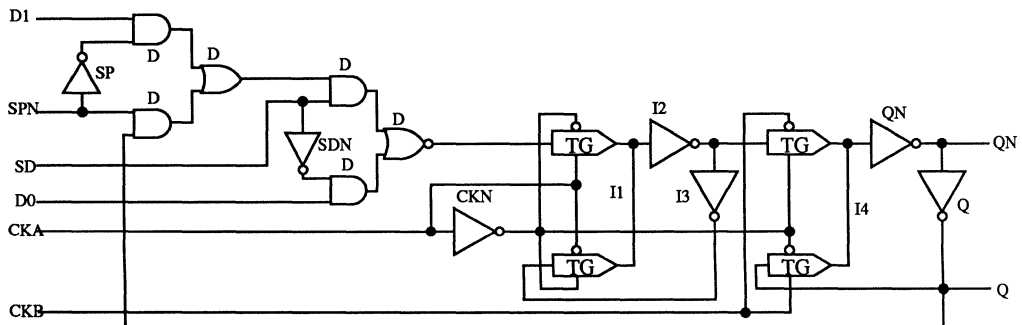 D1
D
D
SP
D
D
SPN
D
SD
SDN
D
D0
CKA
CKN
TG
TG
I1
I2
I3
TG
TG
I4
QN
QN
Q
Q
CKB